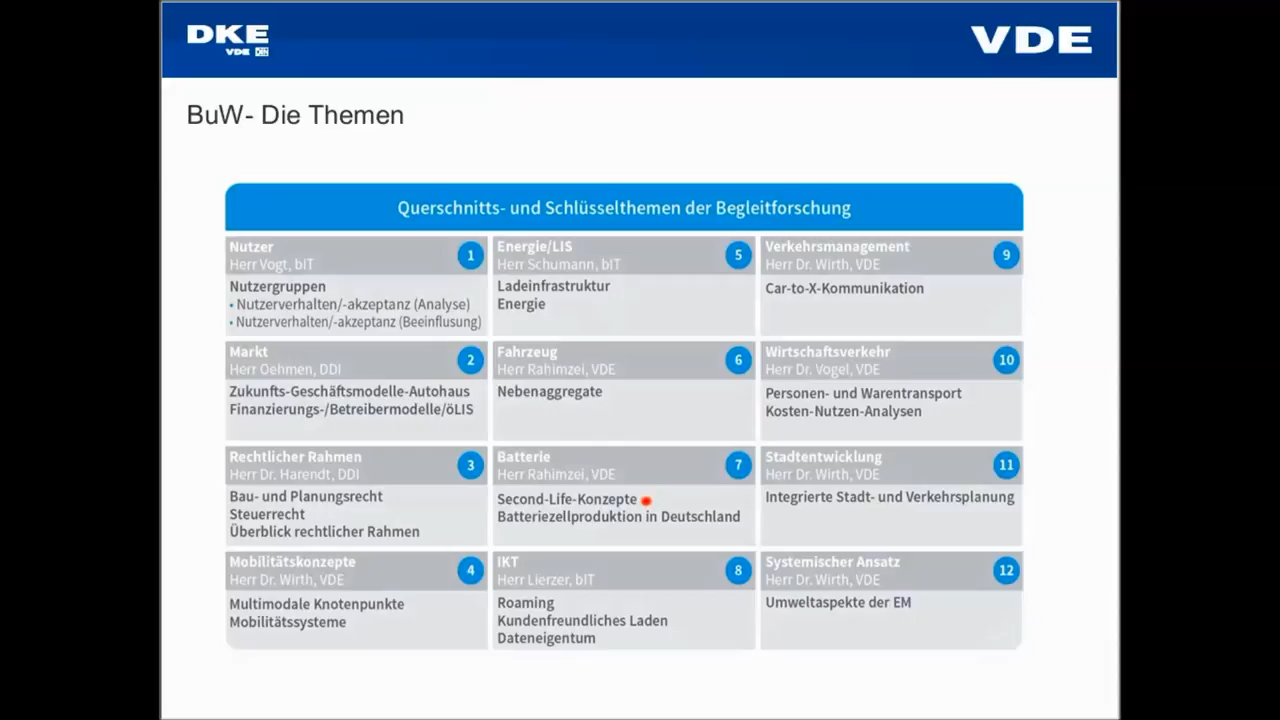 DKE
VDE DIN
VDE
BuW- Die Themen
Querschnitts- und Schlüsselthemen der Begleitforschung
Nutzer
Herr Vogt, bIT
1
Nutzergruppen
• Nutzerverhalten/-akzeptanz (Analyse)
• Nutzerverhalten/-akzeptanz (Beeinflusung)
Energie/LIS
Herr Schumann, bIT
5
Ladeinfrastruktur
Energie
Verkehrsmanagement
Herr Dr. Wirth, VDE
9
Car-to-X-Kommunikation
Markt
Herr Oehmen, DDI
2
Zukunfts-Geschäftsmodelle-Autohaus
Finanzierungs-/Betreibermodelle/öLIS
Fahrzeug
Herr Rahimzei, VDE
6
Nebenaggregate
Wirtschaftsverkehr
Herr Dr. Vogel, VDE
10
Personen- und Warentransport
Kosten-Nutzen-Analysen
Rechtlicher Rahmen
Herr Dr. Harendt, DDI
3
Bau- und Planungsrecht
Steuerrecht
Überblick rechtlicher Rahmen
Batterie
Herr Rahimzei, VDE
7
Second-Life-Konzepte
Batteriezellproduktion in Deutschland
Stadtentwicklung
Herr Dr. Wirth, VDE
11
Integrierte Stadt- und Verkehrsplanung
Mobilitätskonzepte
Herr Dr. Wirth, VDE
4
Multimodale Knotenpunkte
Mobilitätssysteme
IKT
Herr Lierzer, bIT
8
Roaming
Kundenfreundliches Laden
Dateneigentum
Systemischer Ansatz
Herr Dr. Wirth, VDE
12
Umweltaspekte der EM